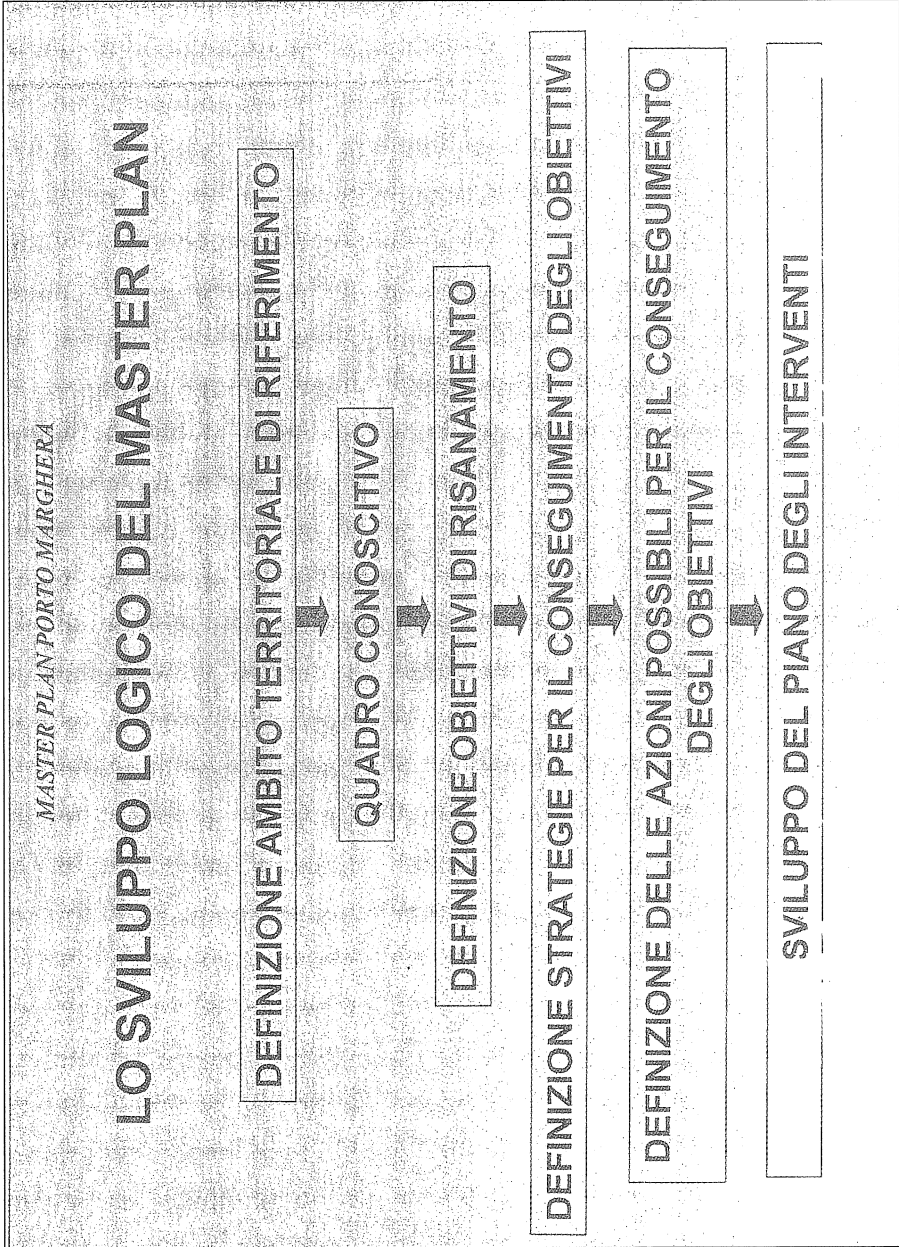 MASTER PLAN PORTO MARGHERA
LO SVILUPPO LOGICO DEL MASTER PLAN
DEFINIZIONE AMBITO TERRITORIALE DI RIFERIMENTO
QUADRO CONOSCITIVO
DEFINIZIONE OBIETTIVI DI RISANAMENTO
DEFINIZIONE STRATEGIE PER IL CONSEGUIMENTO DEGLI OBIETTIVI
DEFINIZIONE DELLE AZIONI POSSIBILI PER IL CONSEGUIMENTO
DEGLI OBIETTIVI
SVILUPPO DEL PIANO DEGLI INTERVENTI